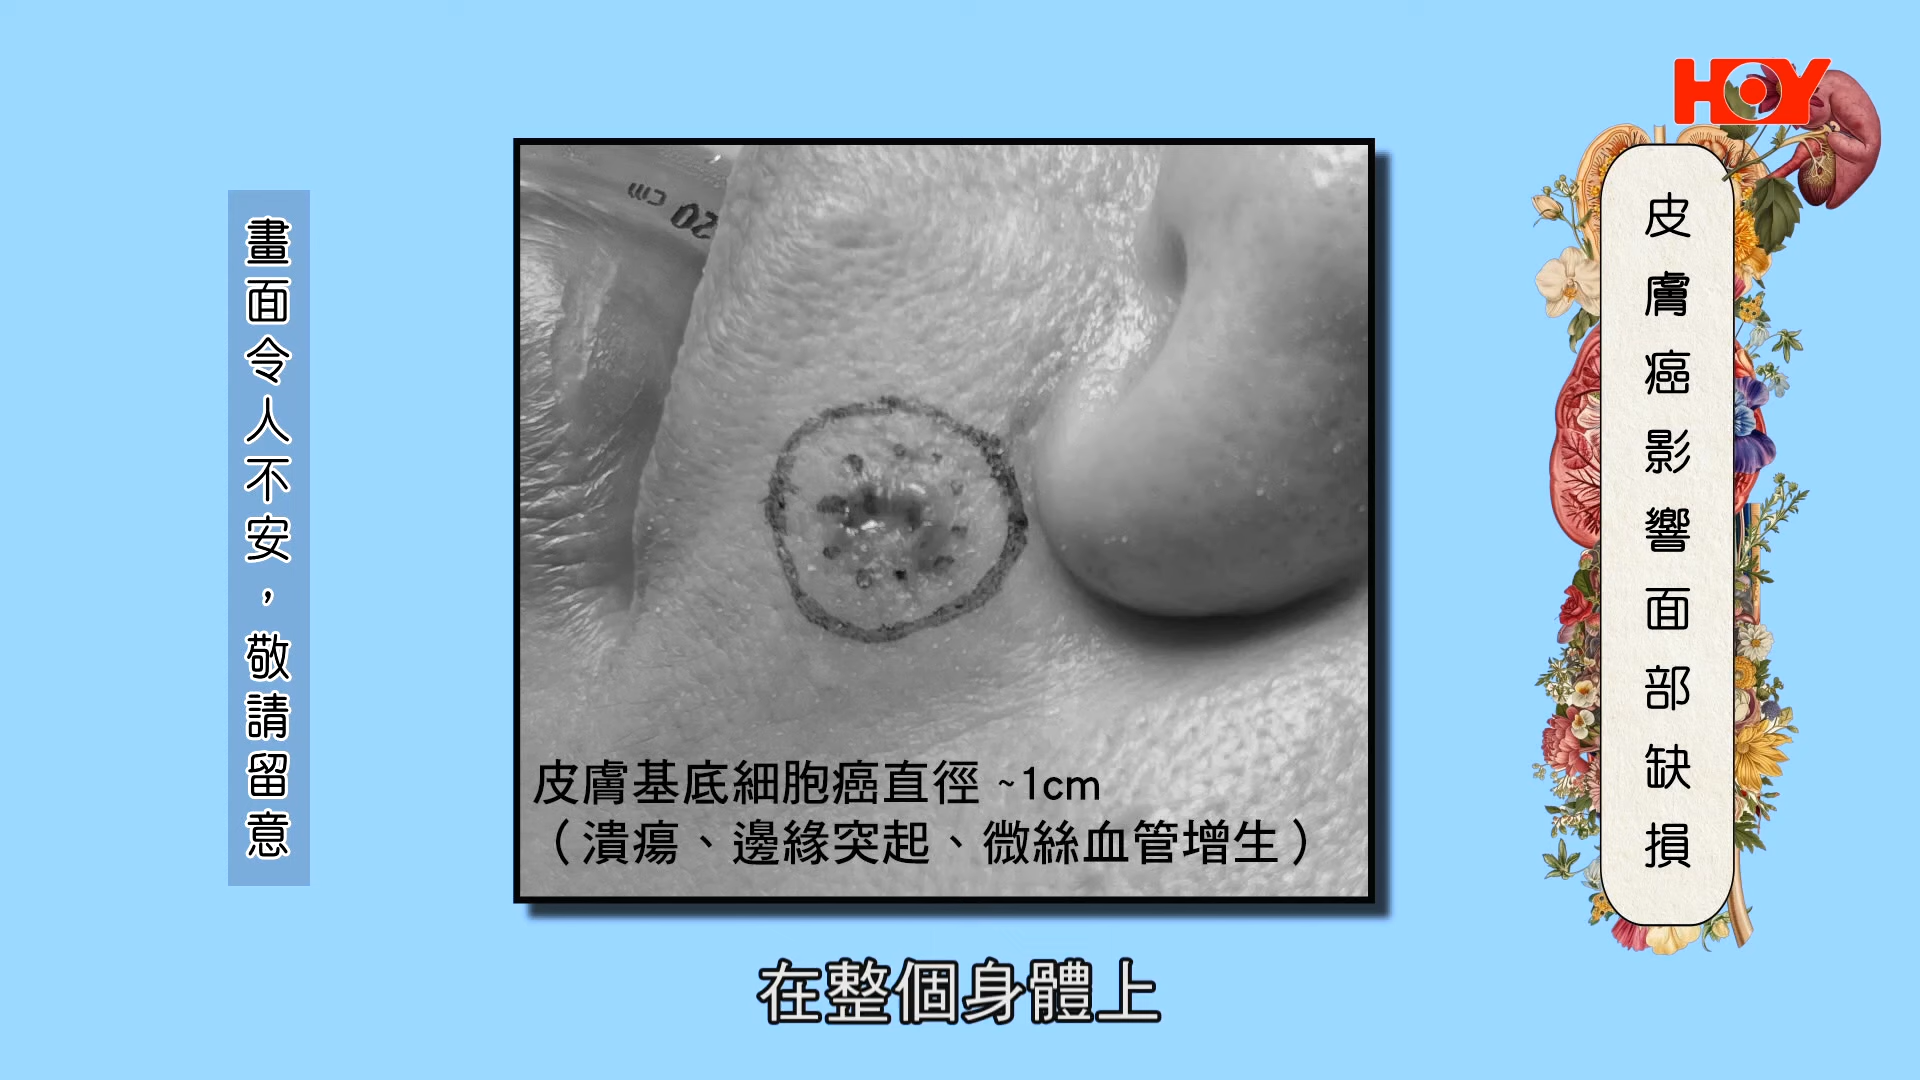 HOY
皮膚癌影響面部缺損
畫面令人不安，敬請留意
20 cm
皮膚基底細胞癌直徑 ~1cm
（潰瘍、邊緣突起、微絲血管增生）
在整個身體上